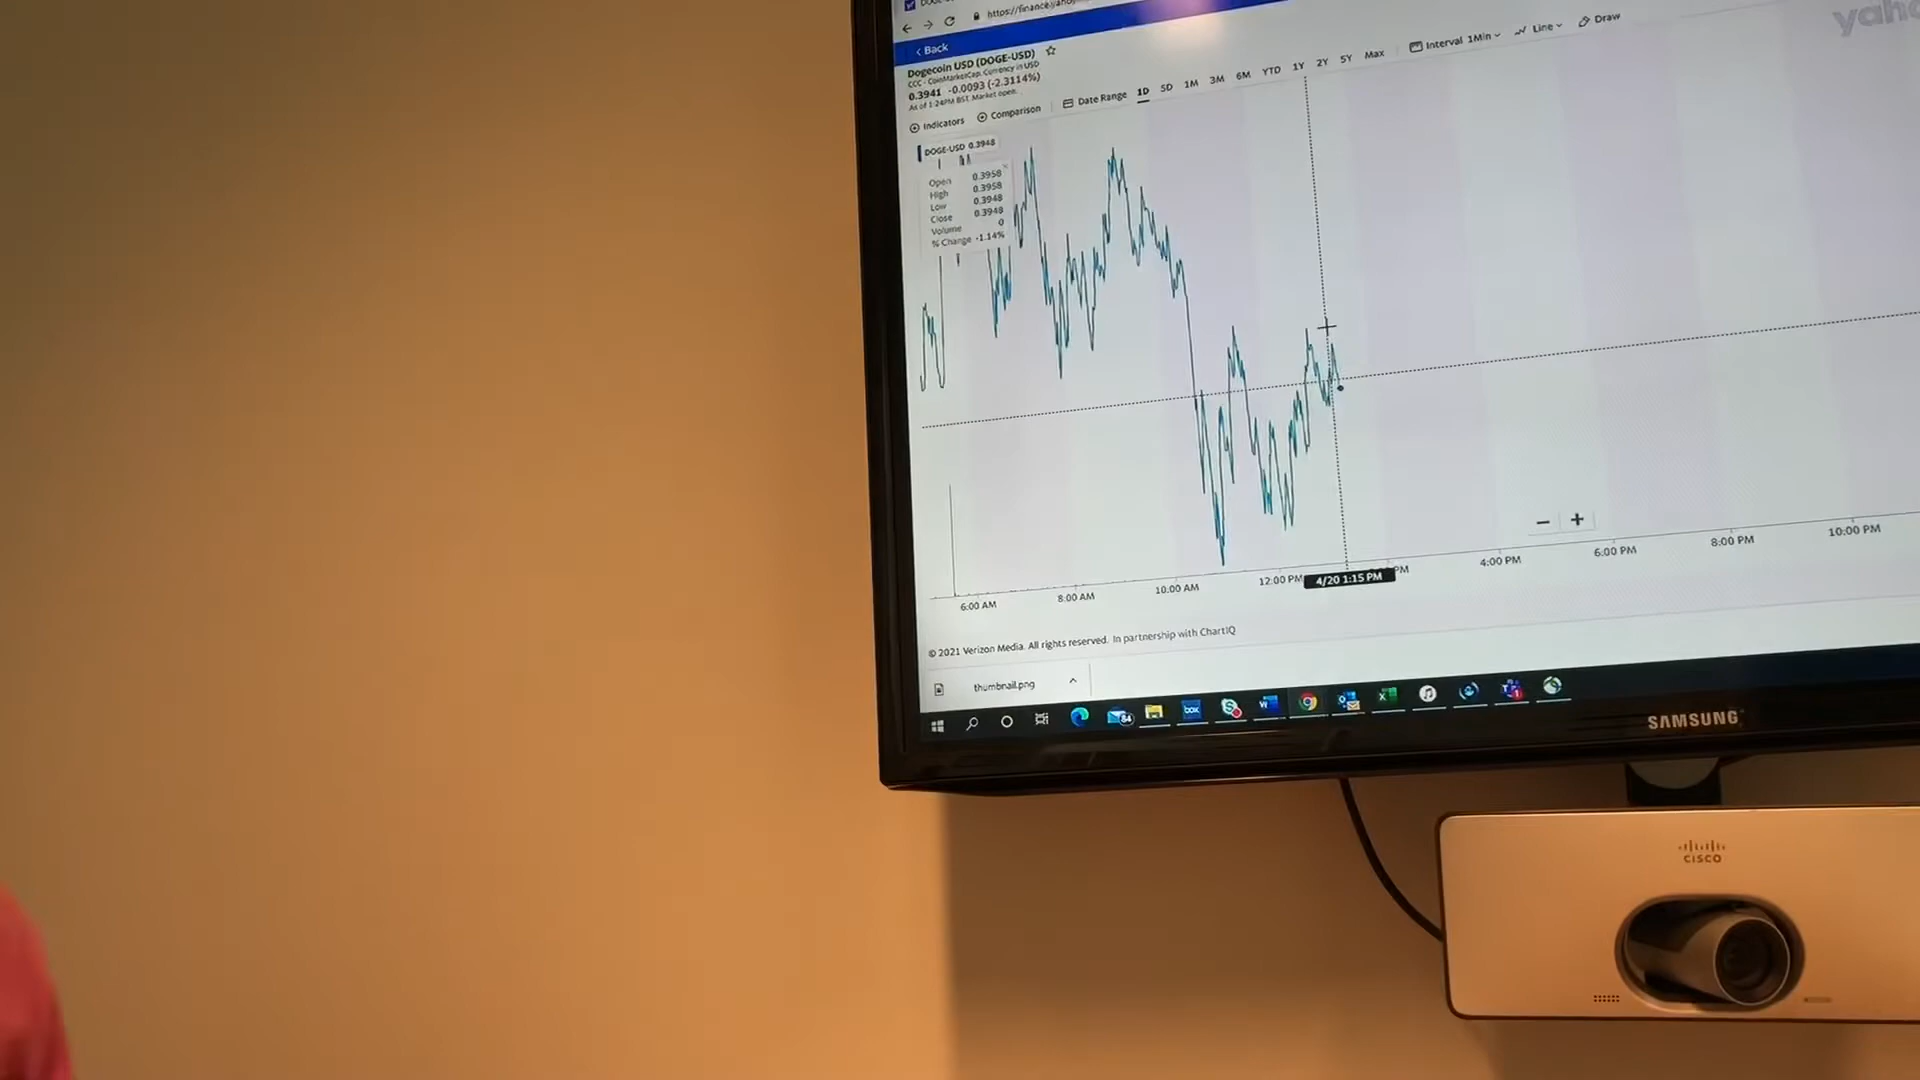 https://finance.yaho
yaho
< Back
Dogecoin USD (DOGE-USD)
CCC - CoinMarketCap. Currency in USD
0.3941 -0.0093 (-2.3114%)
As of 1:24PM BST. Market open.
Indicators Comparison Date Range 1D 5D 1M 3M 6M YTD 1Y 2Y 5Y Max Interval 1Min Line Draw
DOGE-USD 0.3948
Open 0.3958
High 0.3958
Low 0.3948
Close 0.3948
Volume 0
% Change -1.14%
− +
6:00 AM 8:00 AM 10:00 AM 12:00 PM 4/20 1:15 PM PM 4:00 PM 6:00 PM 8:00 PM 10:00 PM
© 2021 Verizon Media. All rights reserved. In partnership with ChartIQ
thumbnail.png
84 box
SAMSUNG
CISCO